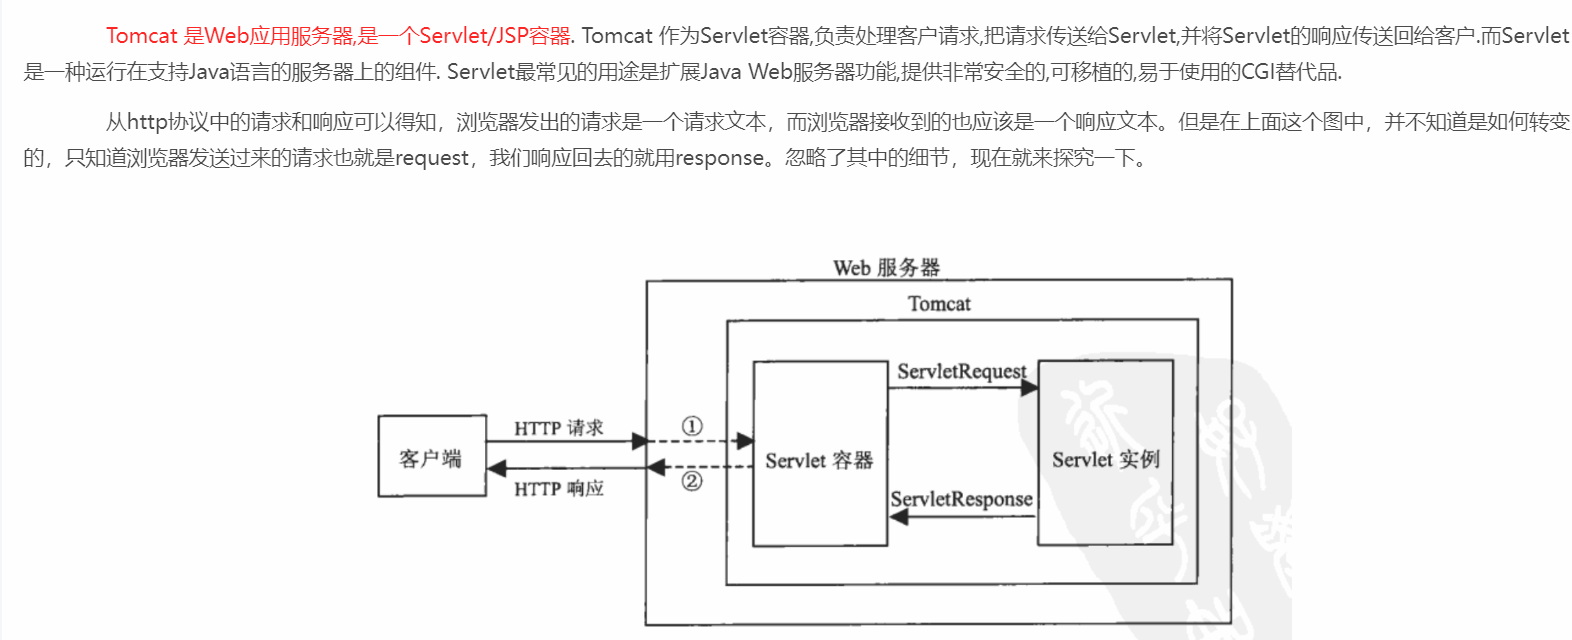 Tomcat 是Web应用服务器,是一个Servlet/JSP容器. Tomcat 作为Servlet容器,负责处理客户请求,把请求传送给Servlet,并将Servlet的响应传送回给客户.而Servlet
是一种运行在支持Java语言的服务器上的组件. Servlet最常见的用途是扩展Java Web服务器功能,提供非常安全的,可移植的,易于使用的CGI替代品.
从http协议中的请求和响应可以得知，浏览器发出的请求是一个请求文本，而浏览器接收到的也应该是一个响应文本。但是在上面这个图中，并不知道是如何转变
的，只知道浏览器发送过来的请求也就是request，我们响应回去的就用response。忽略了其中的细节，现在就来探究一下。
Web 服务器
Tomcat
ServletRequest
HTTP 请求
①
客户端
Servlet 容器
Servlet 实例
②
HTTP 响应
ServletResponse